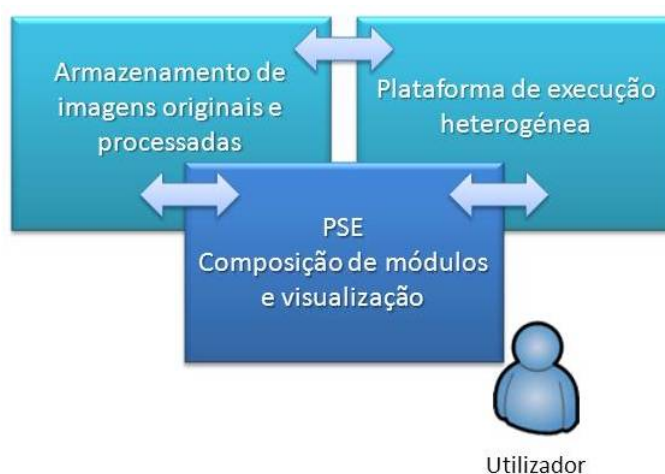 Armazenamento de
imagens originais e
processadas
Plataforma de execução
heterogénea
PSE
Composição de módulos
e visualização
Utilizador